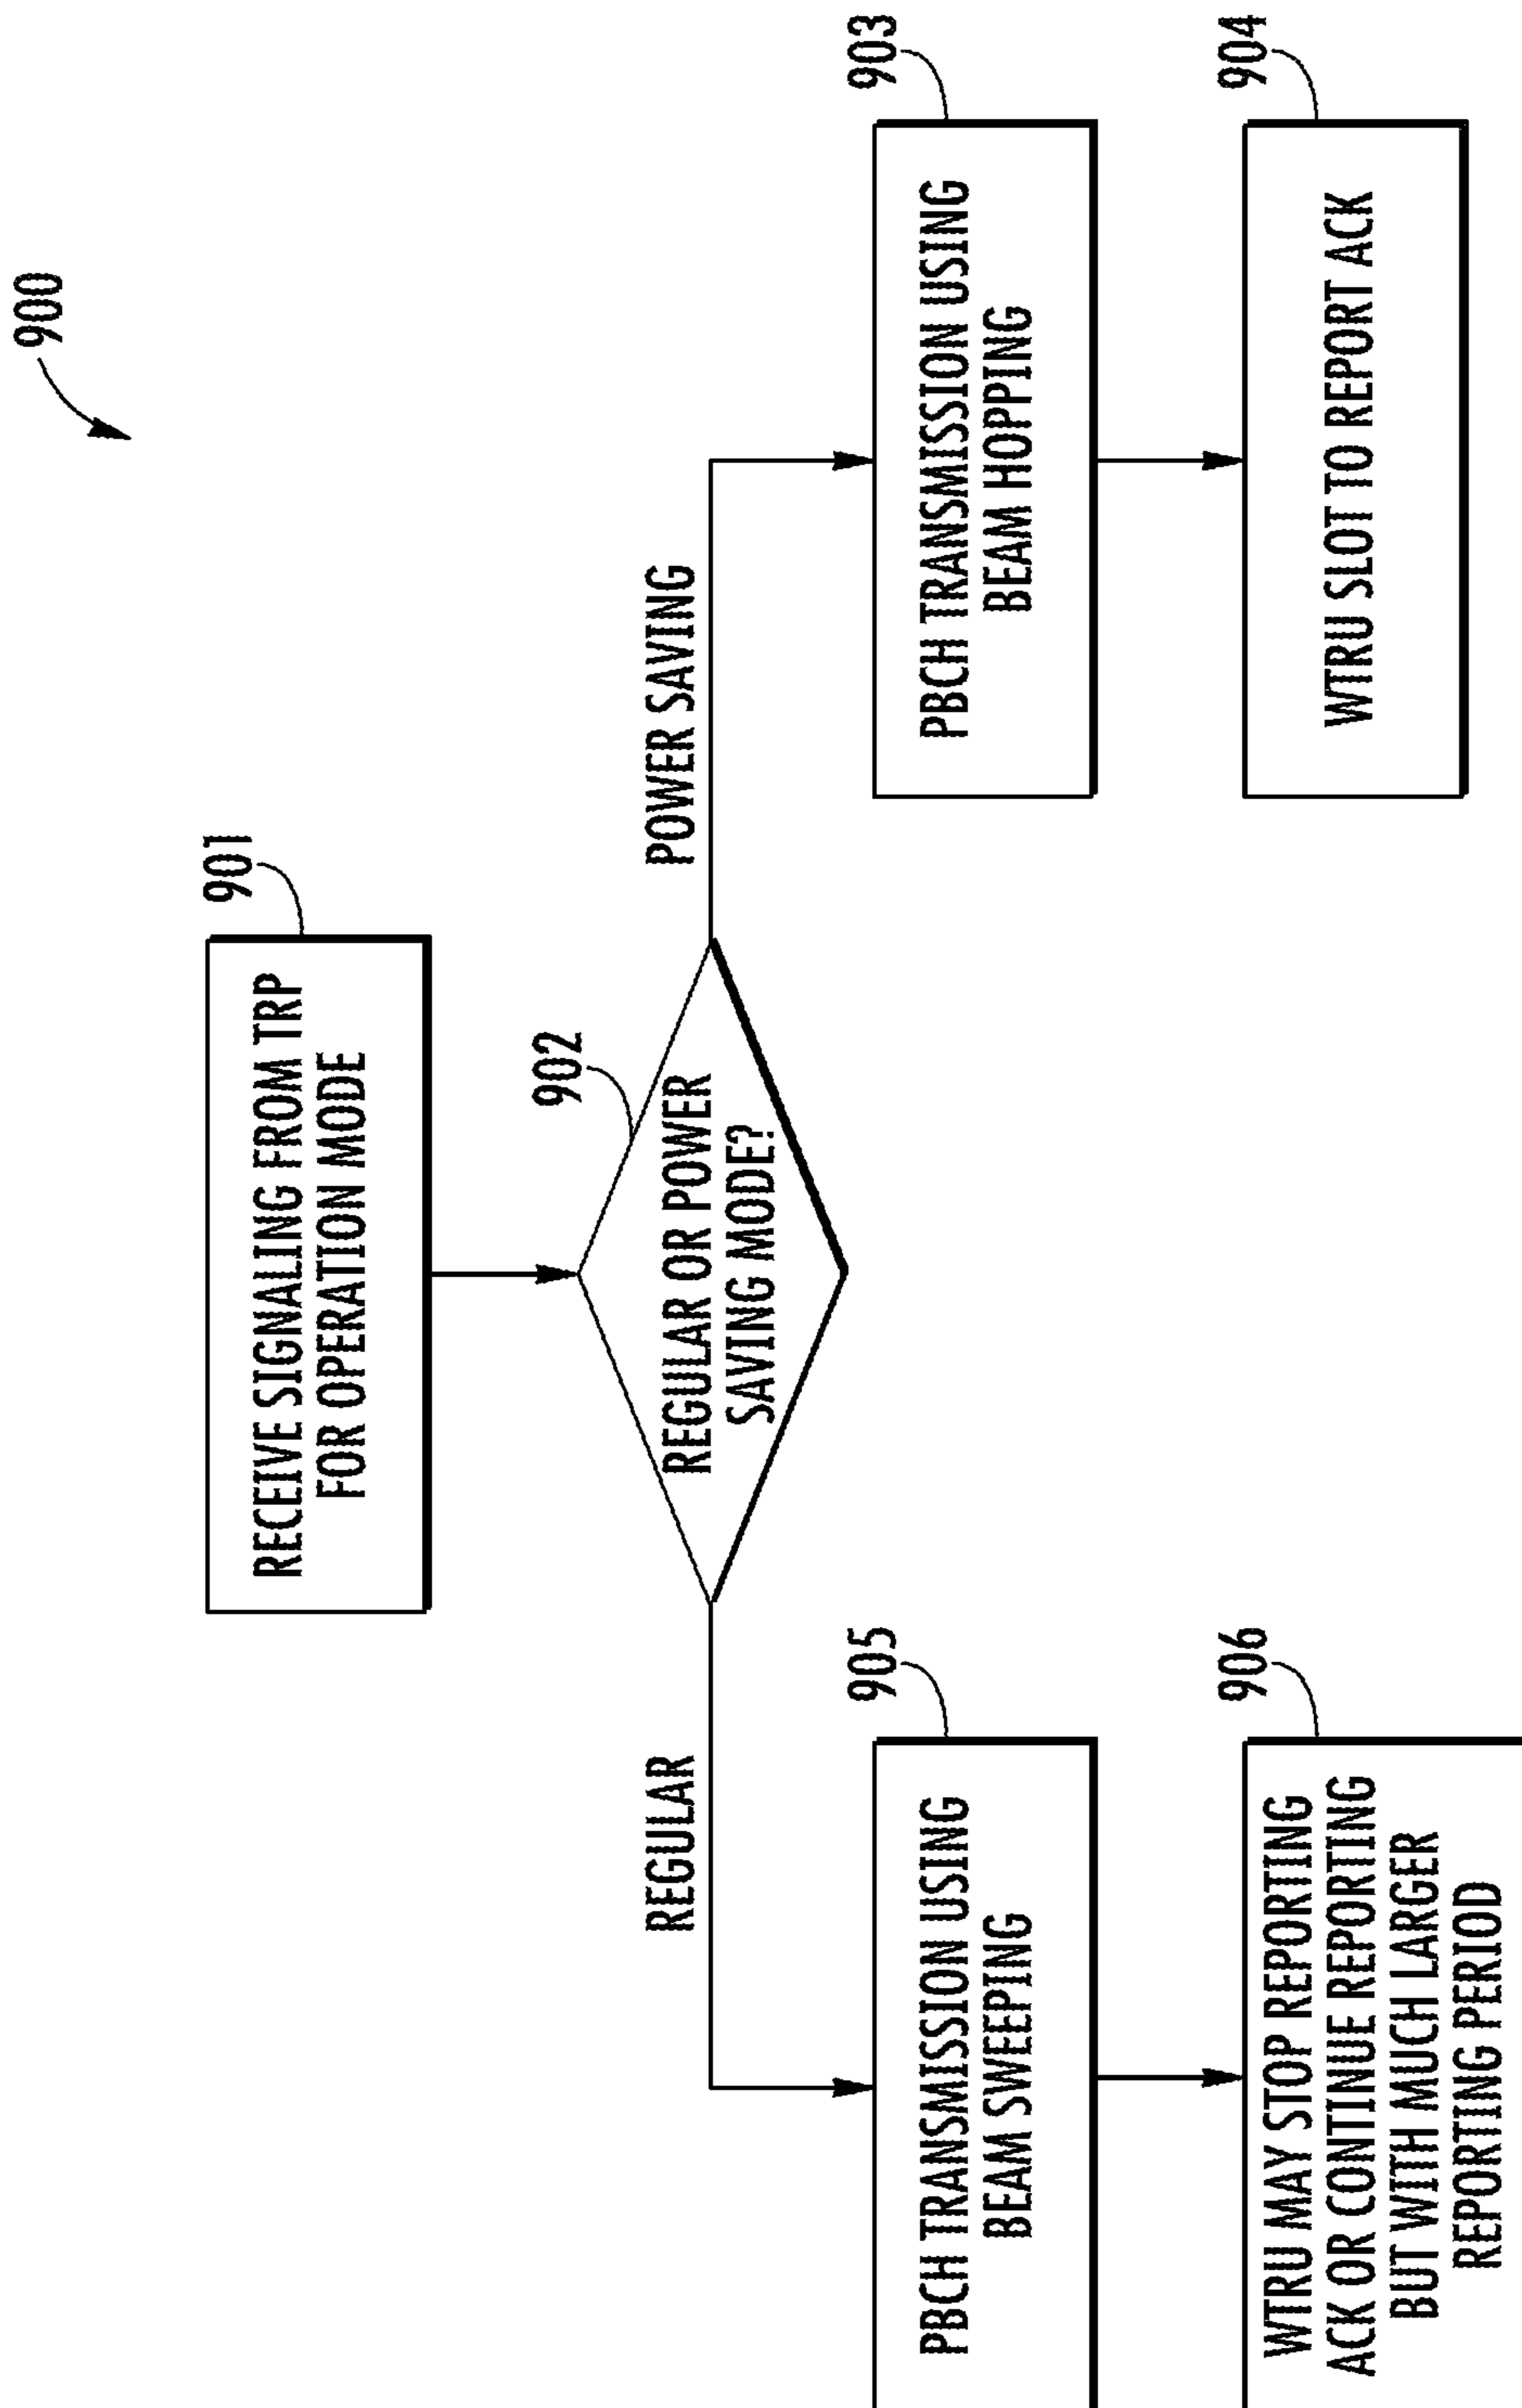 900
901
RECEIVE SIGNALING FROM TRP
FOR OPERATION MODE
902
REGULAR OR POWER
SAVING MODE?
REGULAR
POWER SAVING
905
PBCH TRANSMISSION USING
BEAM SWEEPING
903
PBCH TRANSMISSION USING
BEAM HOPPING
906
WTRU MAY STOP REPORTING
ACK OR CONTINUE REPORTING
BUT WITH MUCH LARGER
REPORTING PERIOD
904
WTRU SLOT TO REPORT ACK